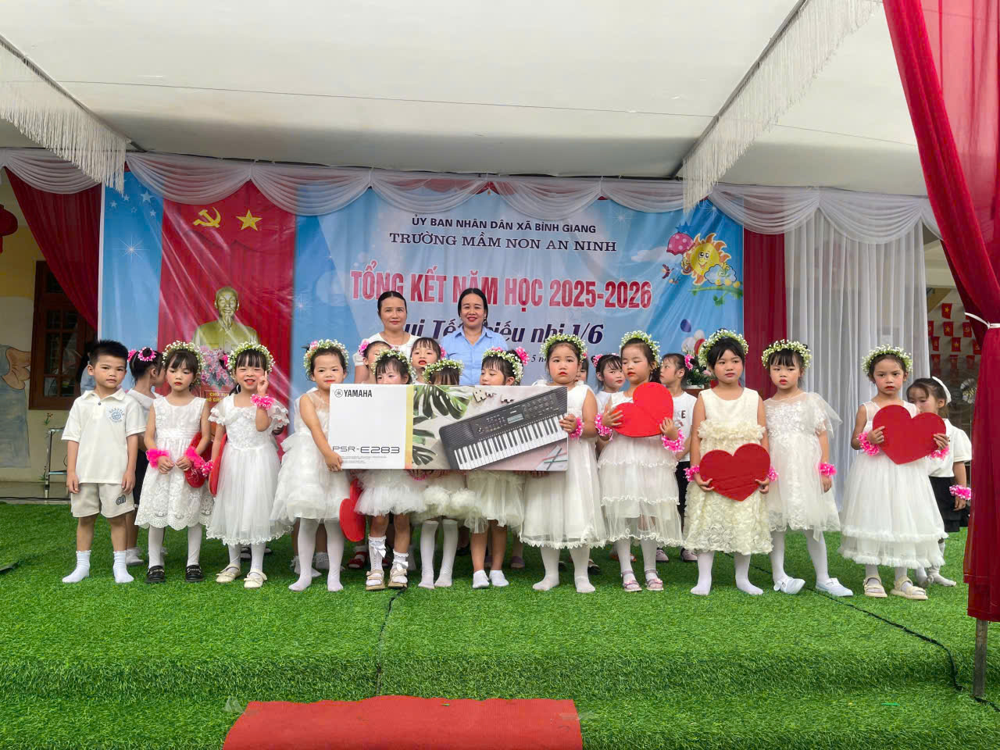 ỦY BAN NHÂN DÂN XÃ BÌNH GIANG
TRƯỜNG MẦM NON AN NINH
TỔNG KẾT NĂM HỌC 2025-2026
nhi 1/6
YAMAHA
PSR-E283